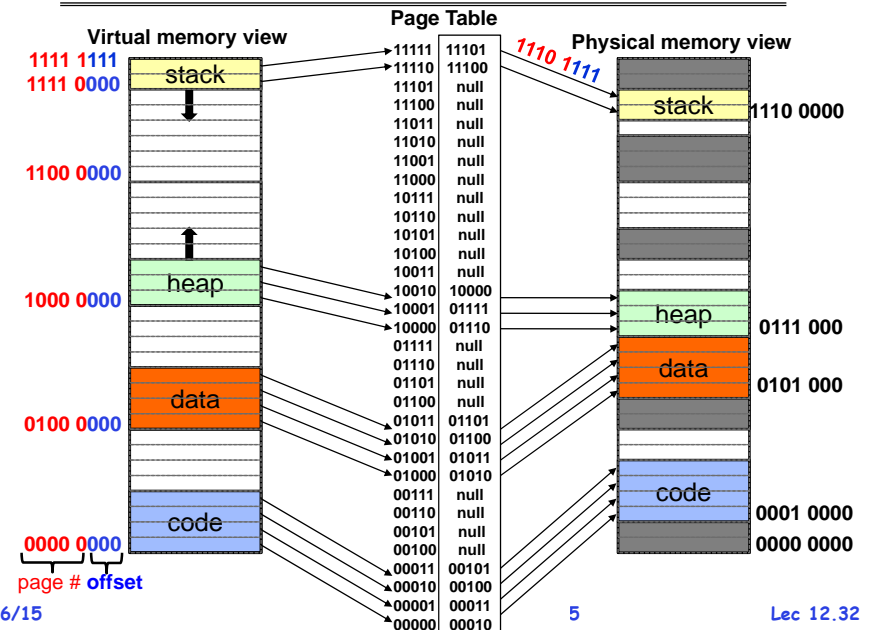 Page Table
Virtual memory view
Physical memory view
1111 1111
1111 0000
1100 0000
1000 0000
0100 0000
0000 0000
page # offset
stack
heap
data
code
11111 11101
11110 11100
11101 null
11100 null
11011 null
11010 null
11001 null
11000 null
10111 null
10110 null
10101 null
10100 null
10011 null
10010 10000
10001 01111
10000 01110
01111 null
01110 null
01101 null
01100 null
01011 01101
01010 01100
01001 01011
01000 01010
00111 null
00110 null
00101 null
00100 null
00011 00101
00010 00100
00001 00011
00000 00010
1110 1111
stack
heap
data
code
1110 0000
0111 000
0101 000
0001 0000
0000 0000
6/15
5
Lec 12.32